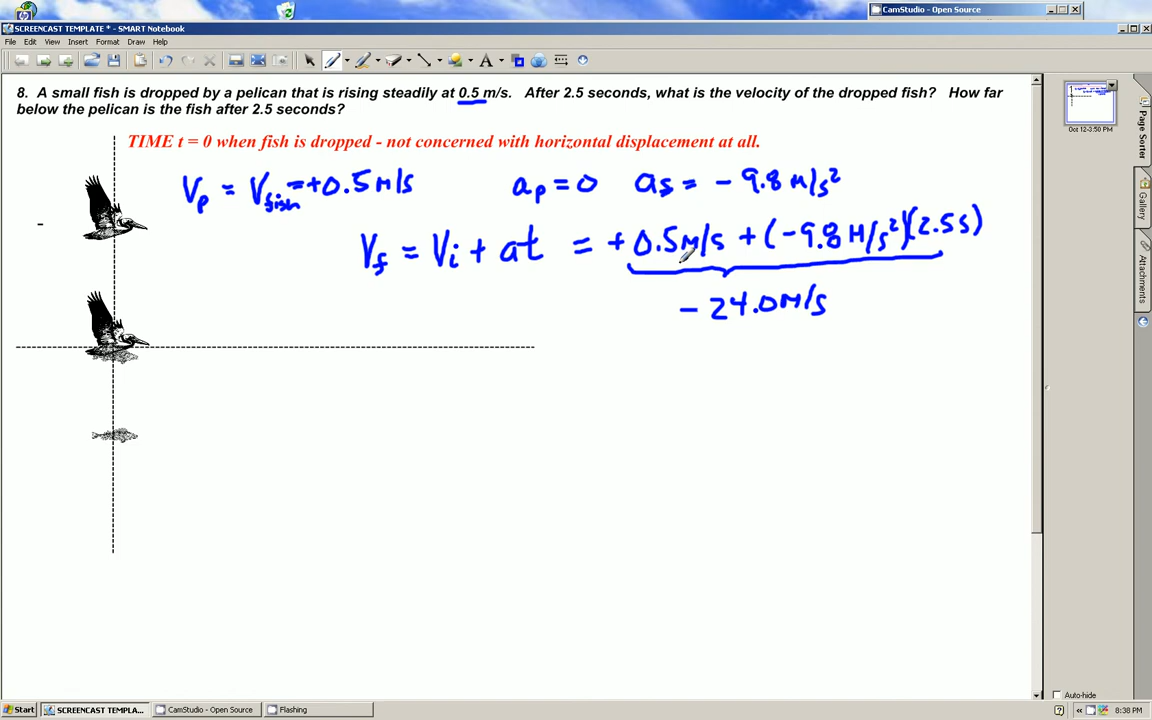 CamStudio - Open Source
SCREENCAST TEMPLATE * - SMART Notebook
File Edit View Insert Format Draw Help
8. A small fish is dropped by a pelican that is rising steadily at 0.5 m/s. After 2.5 seconds, what is the velocity of the dropped fish? How far
below the pelican is the fish after 2.5 seconds?
TIME t = 0 when fish is dropped - not concerned with horizontal displacement at all.
Vp = Vfish = +0.5 M/s ap = 0 as = - 9.8 M/s²
Vf = Vi + at = + 0.5 M/s + (-9.8 M/s²)(2.5 s)
- 24.0 M/s
-
Oct 12-3:50 PM
Page Sorter
Gallery
Attachments
Auto-hide
Start SCREENCAST TEMPLA... CamStudio - Open Source Flashing 8:38 PM